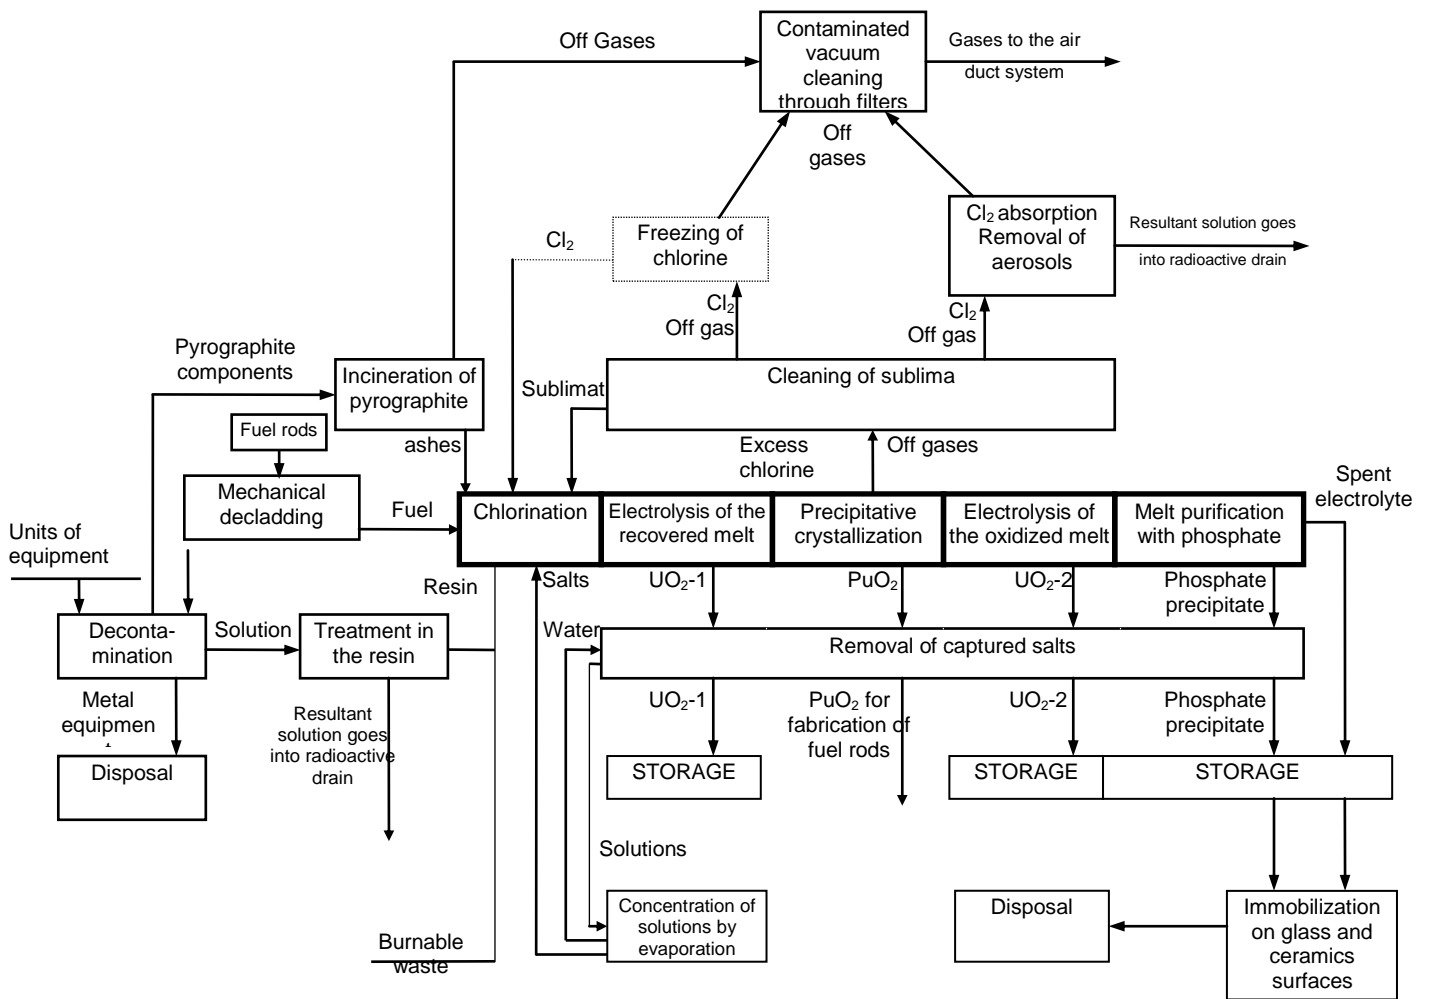 Off Gases
Contaminated
vacuum
cleaning
through filters
Gases to the air
duct system
Off
gases
Cl₂
Freezing of
chlorine
Cl₂ absorption
Removal of
aerosols
Resultant solution goes
into radioactive drain
Cl₂
Off gas
Cl₂
Off gas
Pyrographite
components
Incineration of
pyrographite
Sublimat
Cleaning of sublima
Fuel rods
ashes
Excess
chlorine
Off gases
Mechanical
decladding
Fuel
Chlorination
Electrolysis of the
recovered melt
Precipitative
crystallization
Electrolysis of
the oxidized melt
Melt purification
with phosphate
Spent
electrolyte
Units of
equipment
Resin
Salts
UO₂-1
PuO₂
UO₂-2
Phosphate
precipitate
Deconta-
mination
Solution
Treatment in
the resin
Water
Removal of captured salts
Metal
equipmen
Resultant
solution goes
into radioactive
drain
UO₂-1
PuO₂ for
fabrication of
fuel rods
UO₂-2
Phosphate
precipitate
Disposal
STORAGE
STORAGE
STORAGE
Solutions
Concentration of
solutions by
evaporation
Disposal
Immobilization
on glass and
ceramics
surfaces
Burnable
waste